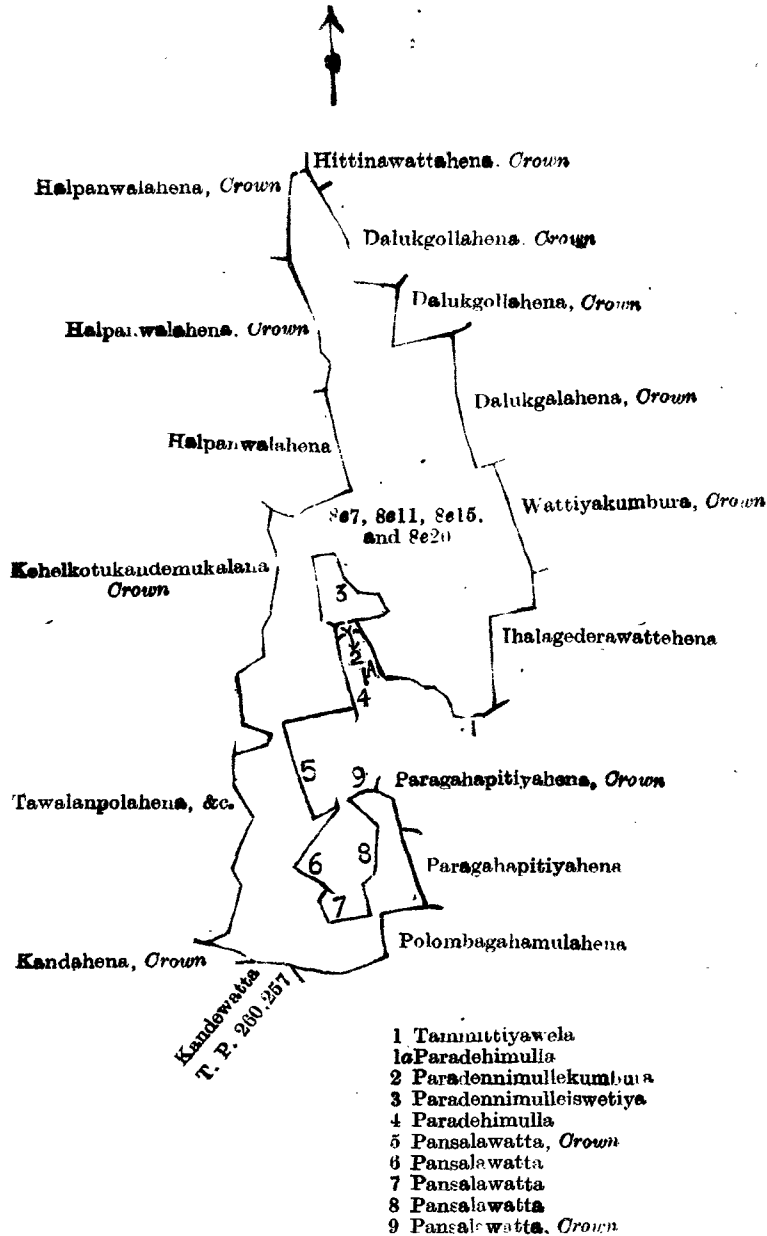 Hittinawattahena. Crown
Halpanwalahena, Crown
Dalukgollahena. Crown
Dalukgollahena, Crown
Halpanwalahena. Crown
Dalukgalahena, Crown
Halpanwalahena
8e7, 8e11, 8e15.
and 8e20
Wattiyakumbura, Crown
Kehelkotukandemukalana
Crown
3
Thalagederawattehena
2
1A
4
5
9
Paragahapitiyahena, Crown
Tawalanpolahena, &c.
6
8
Paragahapitiyahena
7
Polombagahamulahena
Kandahena, Crown
Kandewatta
T. P. 260,257
1 Tammittiyawela
1a Paradehimulla
2 Paradennimullekumbura
3 Paradennimulleiswetiya
4 Paradehimulla
5 Pansalawatta, Crown
6 Pansalawatta
7 Pansalawatta
8 Pansalawatta
9 Pansalawatta, Crown